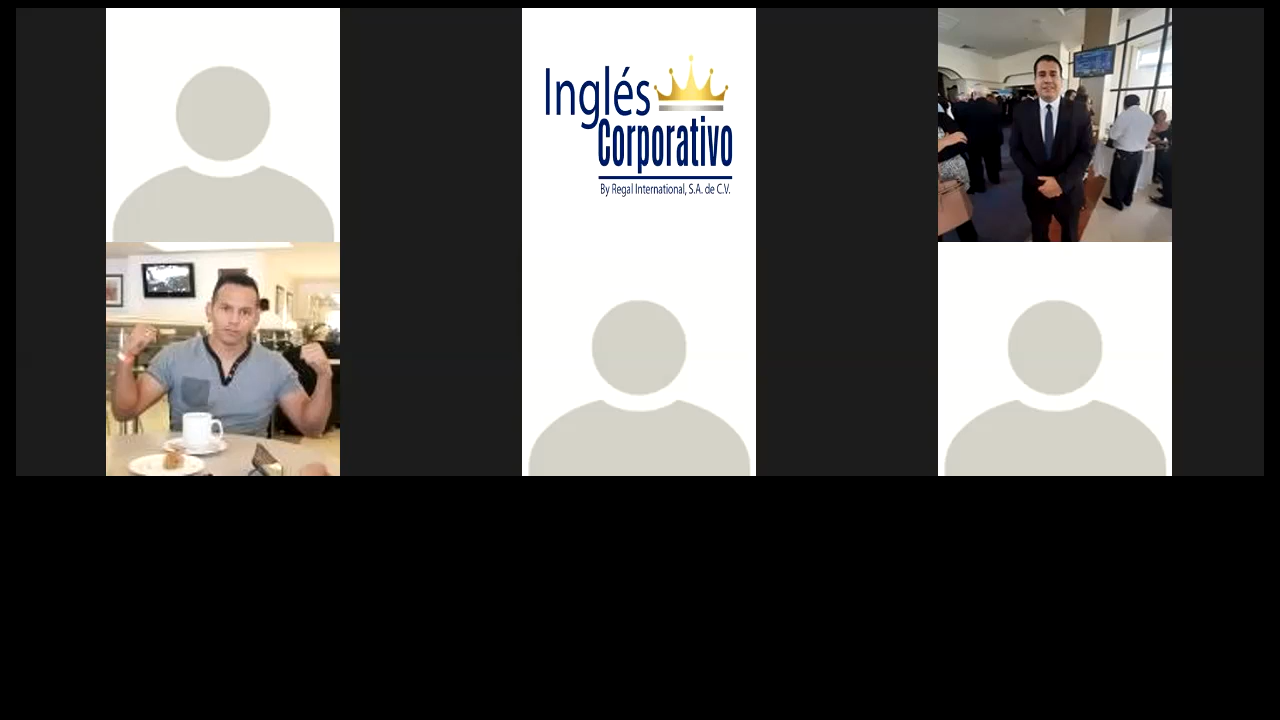 Inglés
Corporativo
By Regal International, S.A. de C.V.